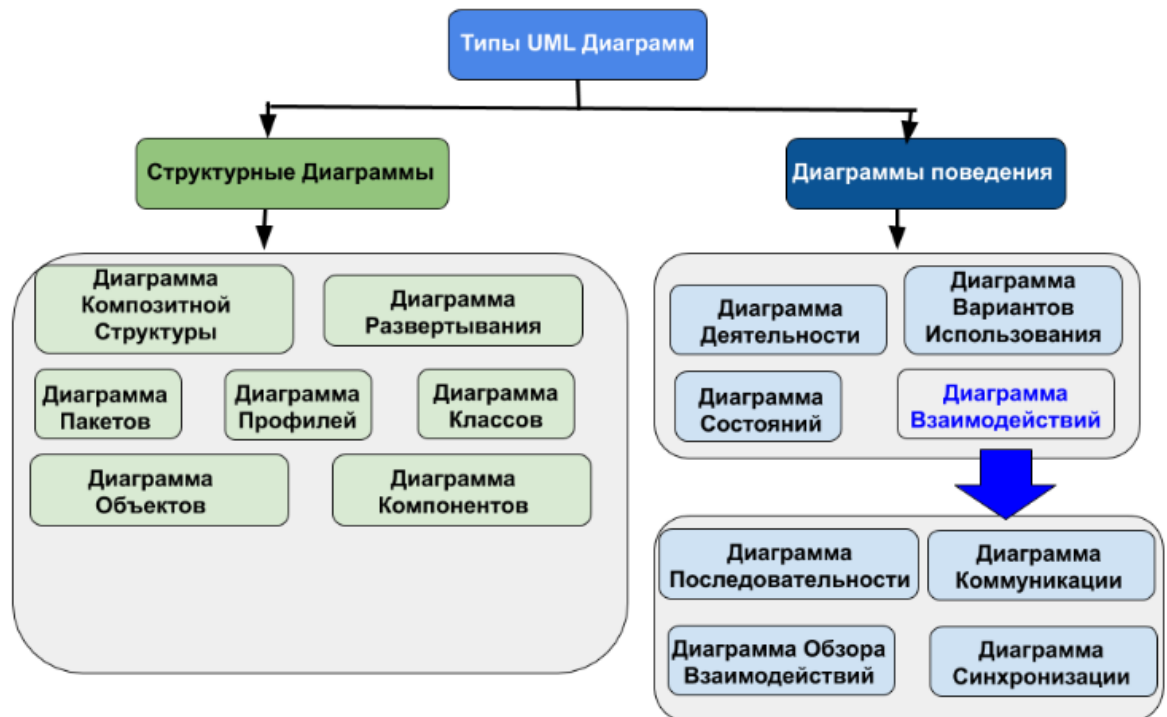 Типы UML Диаграмм
Структурные Диаграммы
Диаграммы поведения
Диаграмма
Композитной
Структуры
Диаграмма
Развертывания
Диаграмма
Пакетов
Диаграмма
Профилей
Диаграмма
Классов
Диаграмма
Объектов
Диаграмма
Компонентов
Диаграмма
Деятельности
Диаграмма
Вариантов
Использования
Диаграмма
Состояний
Диаграмма
Взаимодействий
Диаграмма
Последовательности
Диаграмма
Коммуникации
Диаграмма Обзора
Взаимодействий
Диаграмма
Синхронизации